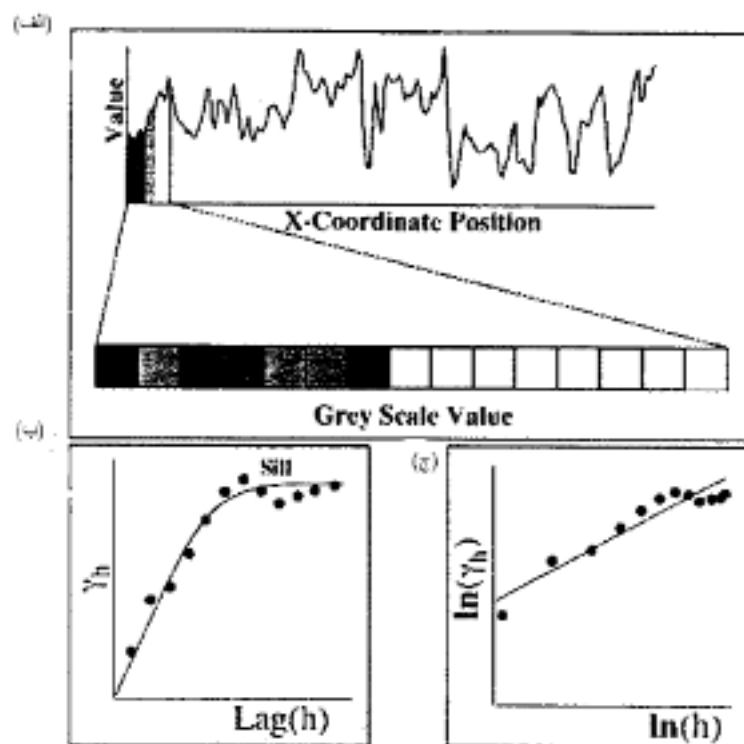 (الف)
Value
X-Coordinate Position
Grey Scale Value
(ب)
Sill
γh
Lag(h)
(ج)
ln(γh)
ln(h)